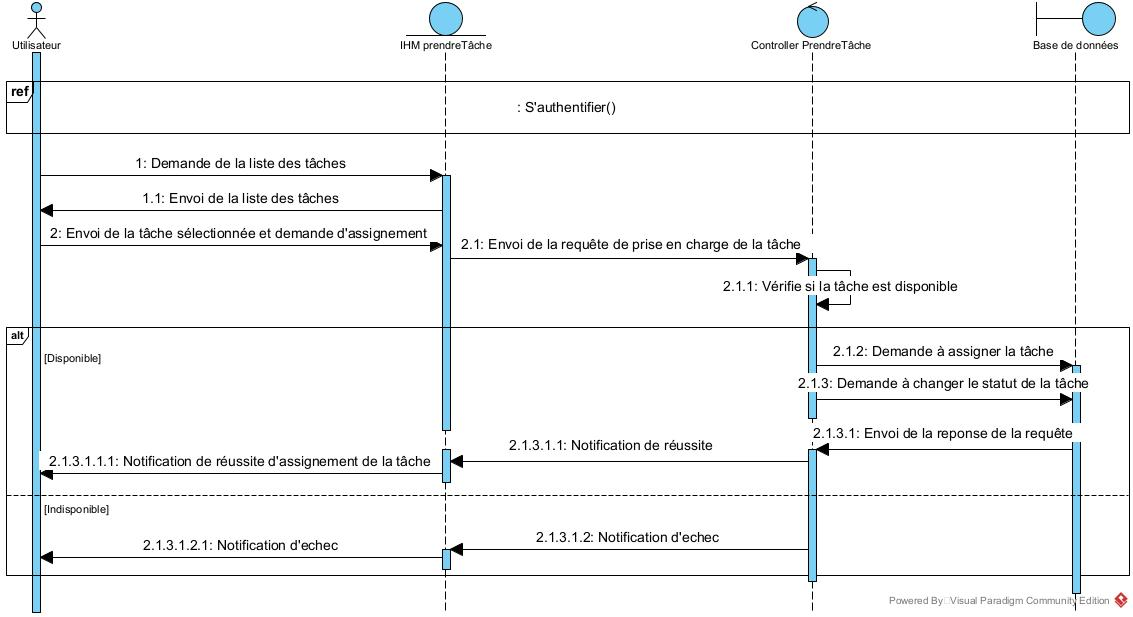 Utilisateur
IHM prendreTâche
Controller PrendreTâche
Base de données
ref
: S'authentifier()
1: Demande de la liste des tâches
1.1: Envoi de la liste des tâches
2: Envoi de la tâche sélectionnée et demande d'assignement
2.1: Envoi de la requête de prise en charge de la tâche
2.1.1: Vérifie si la tâche est disponible
alt
[Disponible]
2.1.2: Demande à assigner la tâche
2.1.3: Demande à changer le statut de la tâche
2.1.3.1: Envoi de la reponse de la requête
2.1.3.1.1: Notification de réussite
2.1.3.1.1.1: Notification de réussite d'assignement de la tâche
[Indisponible]
2.1.3.1.2: Notification d'echec
2.1.3.1.2.1: Notification d'echec
Powered By Visual Paradigm Community Edition